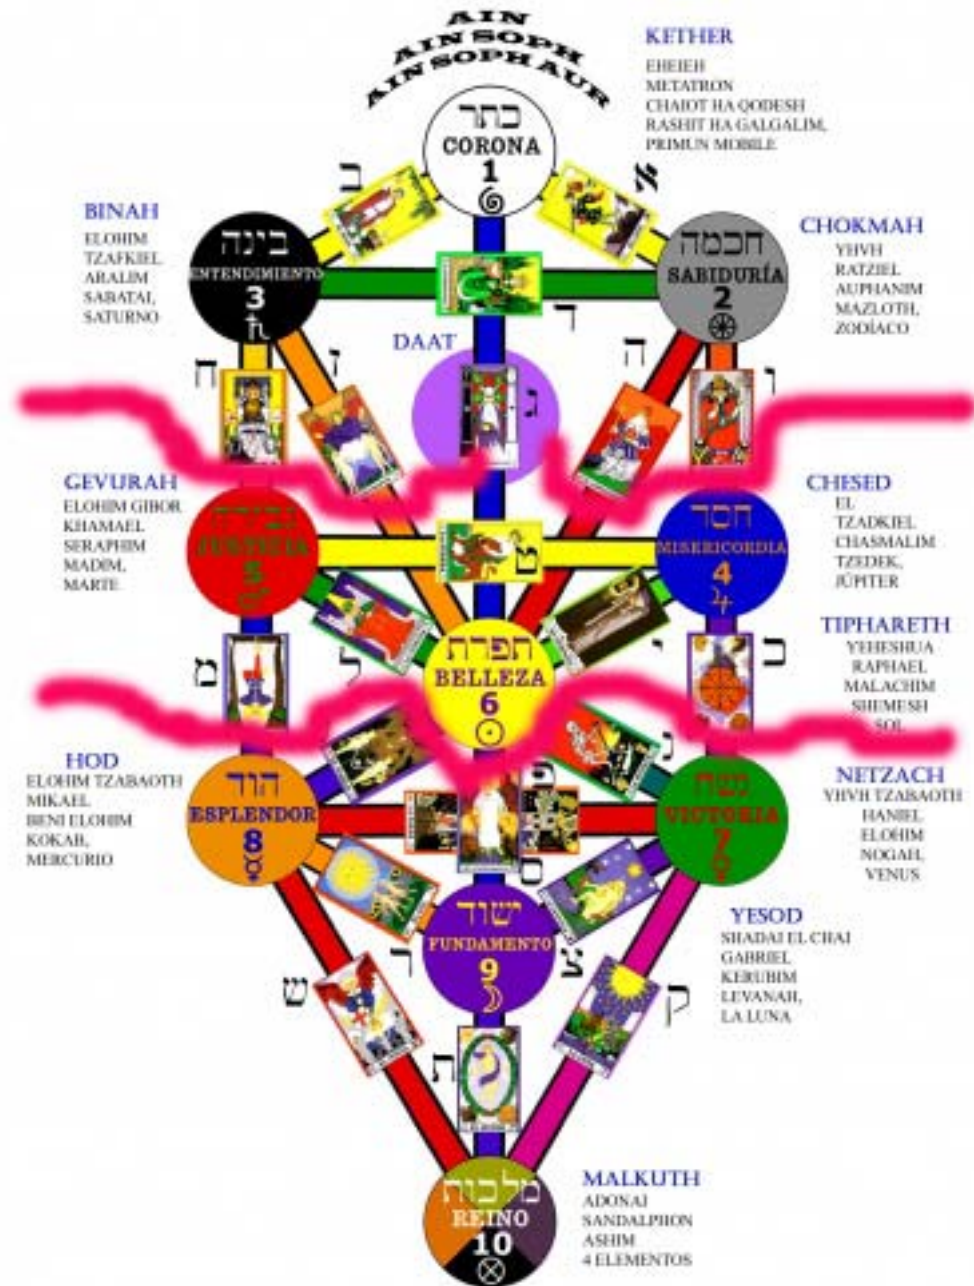 AIN
AIN SOPH
AIN SOPH AUR
KETHER
EHEIEH
METATRON
CHAIOT HA QODESH
RASHIT HA GALGALIM,
PRIMUN MOBILE
כתר
CORONA
1
ב
א
BINAH
ELOHIM
TZAFKIEL
ARALIM
SABATAI,
SATURNO
בינה
ENTENDIMIENTO
3
חכמה
SABIDURÍA
2
CHOKMAH
YHVH
RATZIEL
AUPHANIM
MAZLOTH,
ZODÍACO
ד
DAAT
ח
ז
ה
ו
ג
GEVURAH
ELOHIM GIBOR
KHAMAEL
SERAPHIM
MADIM,
MARTE
גבורה
JUSTICIA
5
ט
חסד
MISERICORDIA
4
CHESED
EL
TZADKIEL
CHASMALIM
TZEDEK,
JÚPITER
מ
ל
תפרת
BELLEZA
6
י
כ
TIPHARETH
YEHESHUA
RAPHAEL
MALACHIM
SHEMESH
SOL
HOD
ELOHIM TZABAOTH
MIKAEL
BENI ELOHIM
KOKAB,
MERCURIO
הוד
ESPLENDOR
8
פ
ס
נ
נצח
VICTORIA
7
NETZACH
YHVH TZABAOTH
HANIEL
ELOHIM
NOGAH,
VENUS
ישוד
FUNDAMENTO
9
ר
צ
YESOD
SHADAI EL CHAI
GABRIEL
KERUBIM
LEVANAH,
LA LUNA
ש
ת
ק
מלכות
REINO
10
MALKUTH
ADONAI
SANDALPHON
ASHIM
4 ELEMENTOS